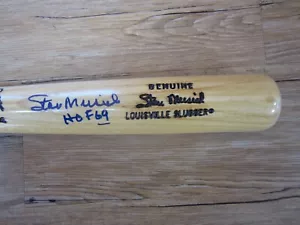 Stan Musial
HOF 69
GENUINE
Stan Musial
LOUISVILLE SLUGGER®